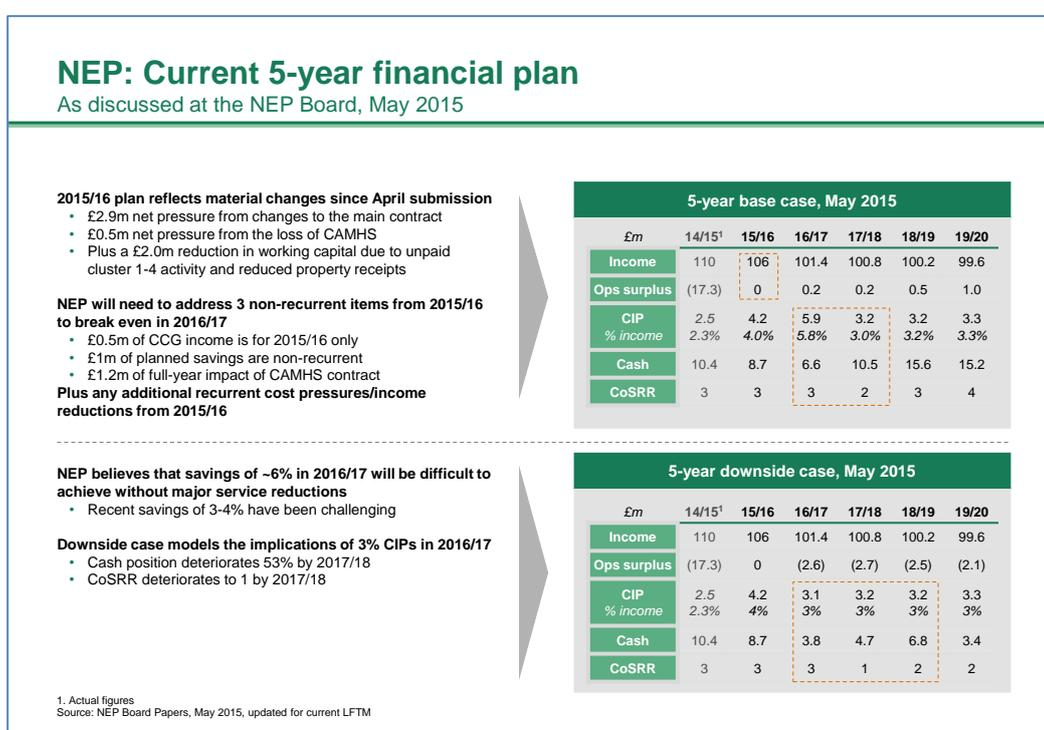 NEP: Current 5-year financial plan
As discussed at the NEP Board, May 2015
2015/16 plan reflects material changes since April submission
• £2.9m net pressure from changes to the main contract
• £0.5m net pressure from the loss of CAMHS
• Plus a £2.0m reduction in working capital due to unpaid
cluster 1-4 activity and reduced property receipts
NEP will need to address 3 non-recurrent items from 2015/16
to break even in 2016/17
• £0.5m of CCG income is for 2015/16 only
• £1m of planned savings are non-recurrent
• £1.2m of full-year impact of CAMHS contract
Plus any additional recurrent cost pressures/income
reductions from 2015/16
5-year base case, May 2015
£m 14/15¹ 15/16 16/17 17/18 18/19 19/20
Income 110 106 101.4 100.8 100.2 99.6
Ops surplus (17.3) 0 0.2 0.2 0.5 1.0
CIP 2.5 4.2 5.9 3.2 3.2 3.3
% income 2.3% 4.0% 5.8% 3.0% 3.2% 3.3%
Cash 10.4 8.7 6.6 10.5 15.6 15.2
CoSRR 3 3 3 2 3 4
NEP believes that savings of ~6% in 2016/17 will be difficult to
achieve without major service reductions
• Recent savings of 3-4% have been challenging
Downside case models the implications of 3% CIPs in 2016/17
• Cash position deteriorates 53% by 2017/18
• CoSRR deteriorates to 1 by 2017/18
5-year downside case, May 2015
£m 14/15¹ 15/16 16/17 17/18 18/19 19/20
Income 110 106 101.4 100.8 100.2 99.6
Ops surplus (17.3) 0 (2.6) (2.7) (2.5) (2.1)
CIP 2.5 4.2 3.1 3.2 3.2 3.3
% income 2.3% 4% 3% 3% 3% 3%
Cash 10.4 8.7 3.8 4.7 6.8 3.4
CoSRR 3 3 3 1 2 2
1. Actual figures
Source: NEP Board Papers, May 2015, updated for current LFTM